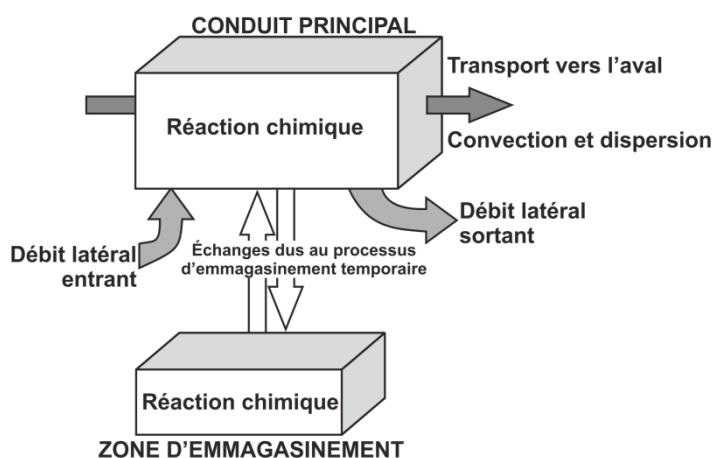 CONDUIT PRINCIPAL
Transport vers l’aval
Réaction chimique
Convection et dispersion
Débit latéral
sortant
Débit latéral
entrant
Échanges dus au processus
d’emmagasinement temporaire
Réaction chimique
ZONE D’EMMAGASINEMENT